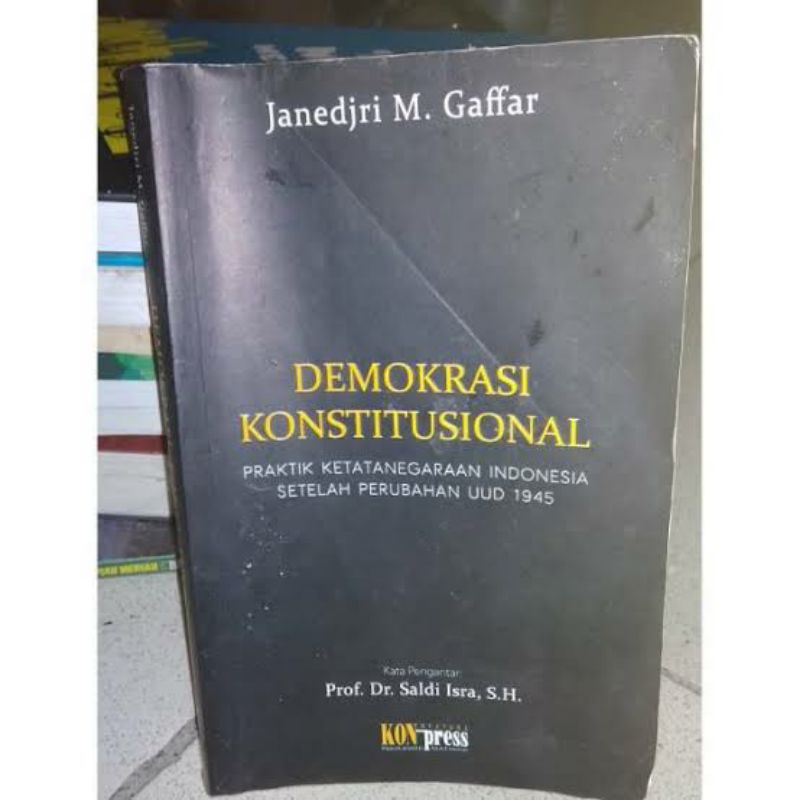 Janedjri M. Gaffar
DEMOKRASI
KONSTITUSIONAL
PRAKTIK KETATANEGARAAN INDONESIA
SETELAH PERUBAHAN UUD 1945
Kata Pengantar:
Prof. Dr. Saldi Isra, S.H.
KONpress